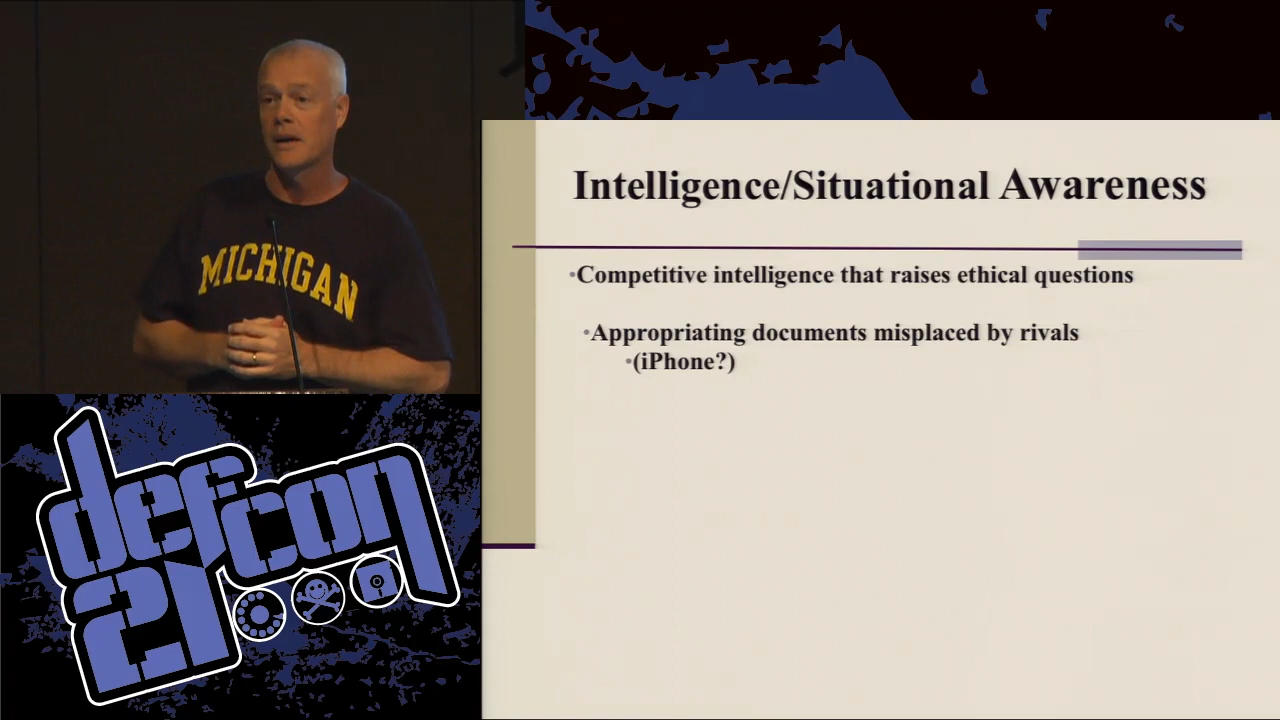 MICHIGAN
Intelligence/Situational Awareness
•Competitive intelligence that raises ethical questions
•Appropriating documents misplaced by rivals
•(iPhone?)
defcon
21